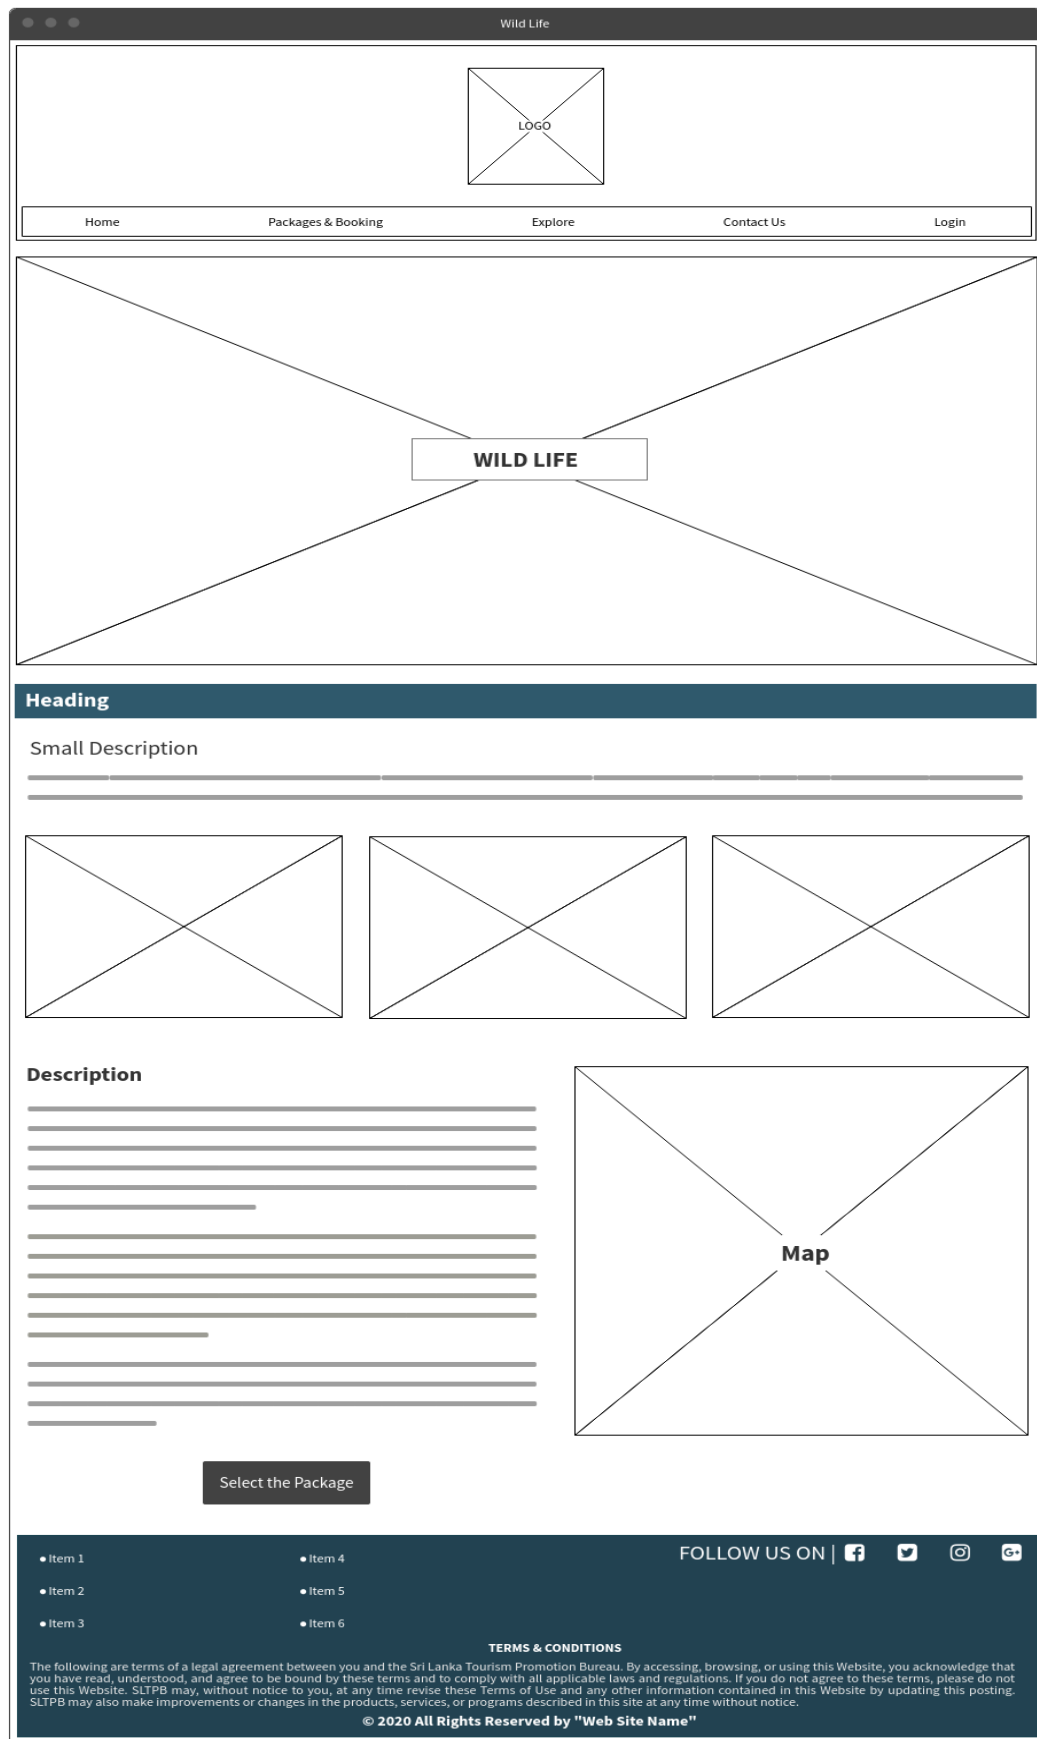 Wild Life
LOGO
Home Packages & Booking Explore Contact Us Login
WILD LIFE
Heading
Small Description
Description
Map
Select the Package
Item 1
Item 2
Item 3
Item 4
Item 5
Item 6
FOLLOW US ON |
TERMS & CONDITIONS
The following are terms of a legal agreement between you and the Sri Lanka Tourism Promotion Bureau. By accessing, browsing, or using this Website, you acknowledge that
you have read, understood, and agree to be bound by these terms and to comply with all applicable laws and regulations. If you do not agree to these terms, please do not
use this Website. SLTPB may, without notice to you, at any time revise these Terms of Use and any other information contained in this Website by updating this posting.
SLTPB may also make improvements or changes in the products, services, or programs described in this site at any time without notice.
© 2020 All Rights Reserved by "Web Site Name"